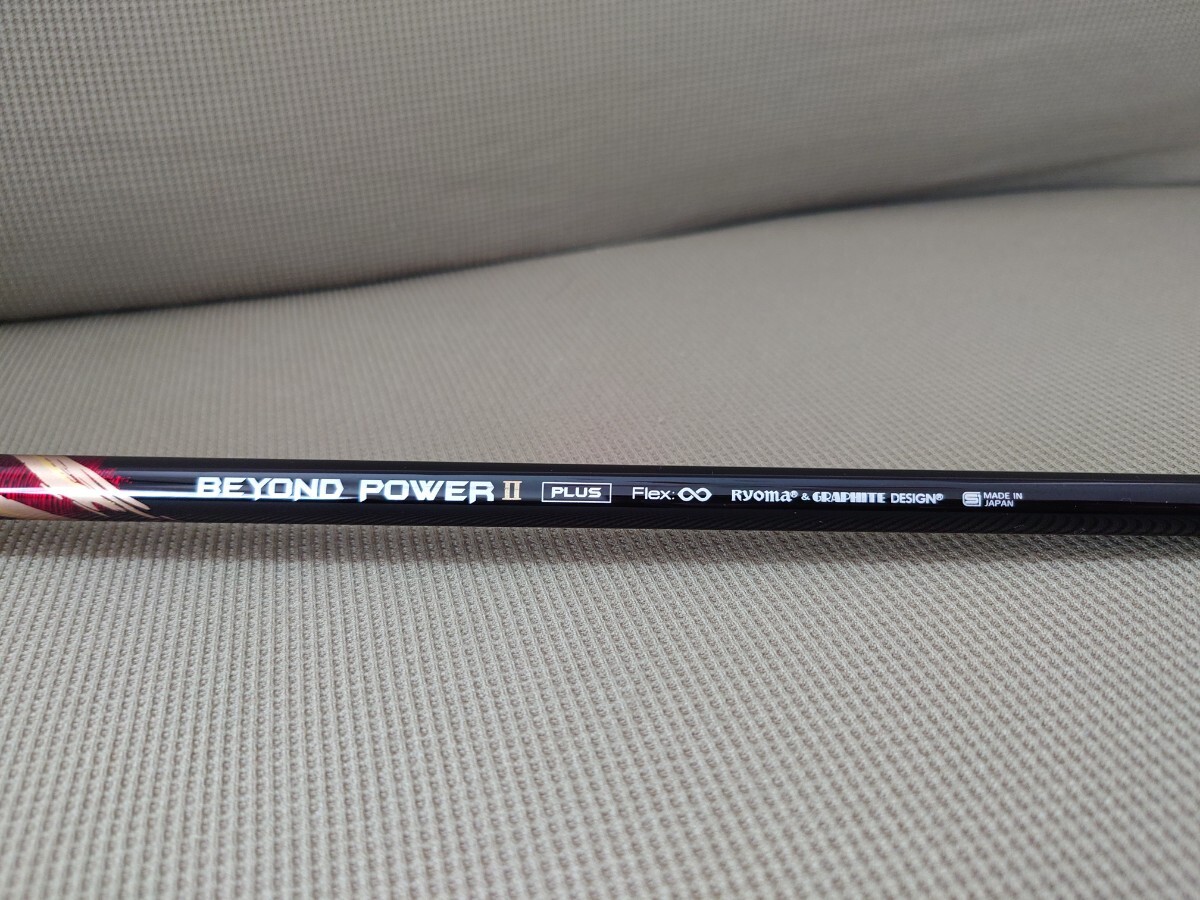 BEYOND POWER II PLUS Flex:∞ RYOMA® & GRAPHITE DESIGN® S MADE IN
JAPAN